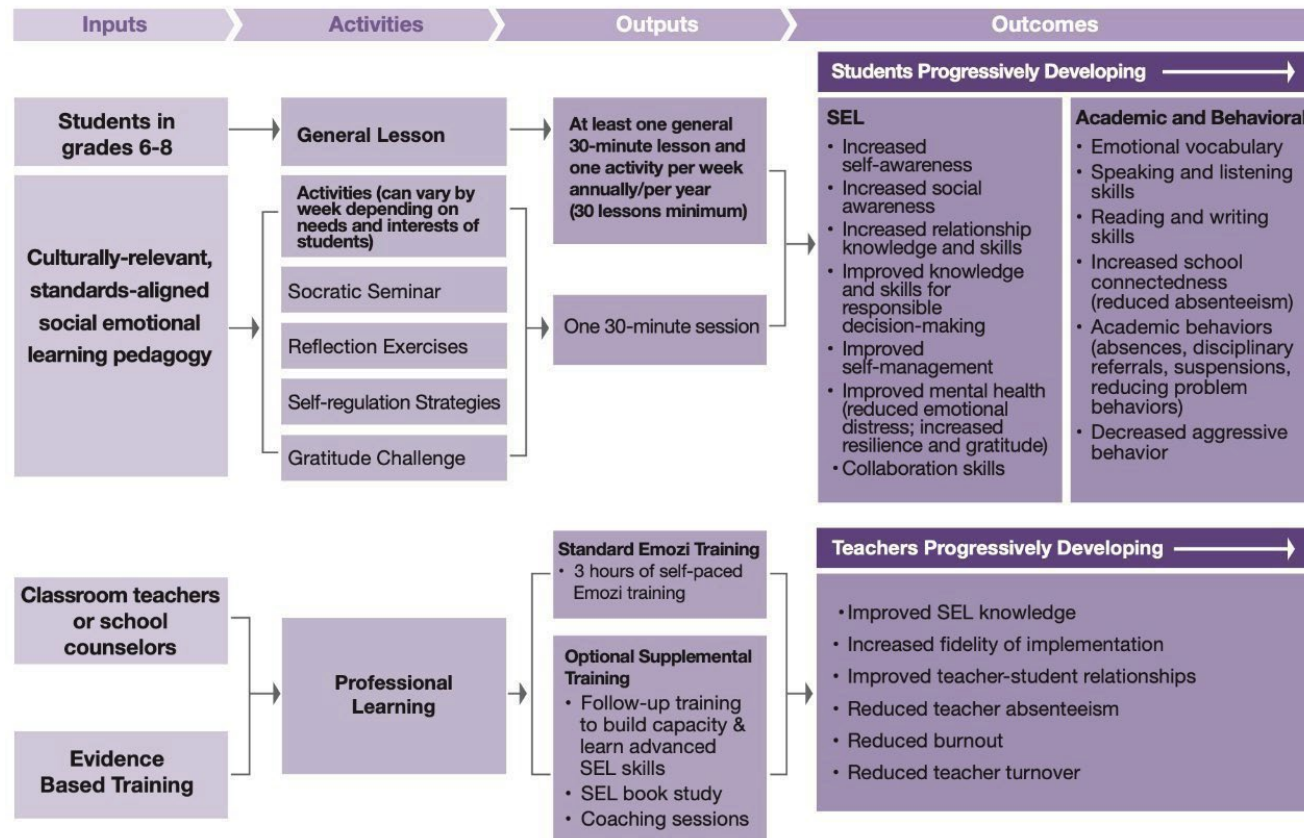 Inputs
Activities
Outputs
Outcomes
Students in
grades 6-8
Culturally-relevant,
standards-aligned
social emotional
learning pedagogy
General Lesson
Activities (can vary by
week depending on
needs and interests of
students)
Socratic Seminar
Reflection Exercises
Self-regulation Strategies
Gratitude Challenge
At least one general
30-minute lesson and
one activity per week
annually/per year
(30 lessons minimum)
One 30-minute session
Students Progressively Developing
SEL
• Increased
self-awareness
• Increased social
awareness
• Increased relationship
knowledge and skills
• Improved knowledge
and skills for
responsible
decision-making
• Improved
self-management
• Improved mental health
(reduced emotional
distress; increased
resilience and gratitude)
• Collaboration skills
Academic and Behavioral
• Emotional vocabulary
• Speaking and listening
skills
• Reading and writing
skills
• Increased school
connectedness
(reduced absenteeism)
• Academic behaviors
(absences, disciplinary
referrals, suspensions,
reducing problem
behaviors)
• Decreased aggressive
behavior
Classroom teachers
or school
counselors
Evidence
Based Training
Professional
Learning
Standard Emozi Training
• 3 hours of self-paced
Emozi training
Optional Supplemental
Training
• Follow-up training
to build capacity &
learn advanced
SEL skills
• SEL book study
• Coaching sessions
Teachers Progressively Developing
• Improved SEL knowledge
• Increased fidelity of implementation
• Improved teacher-student relationships
• Reduced teacher absenteeism
• Reduced burnout
• Reduced teacher turnover